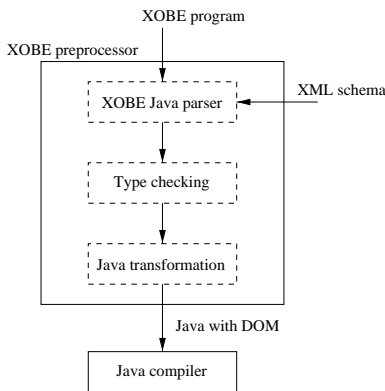 XOBE program
XOBE preprocessor
XOBE Java parser
XML schema
Type checking
Java transformation
Java with DOM
Java compiler